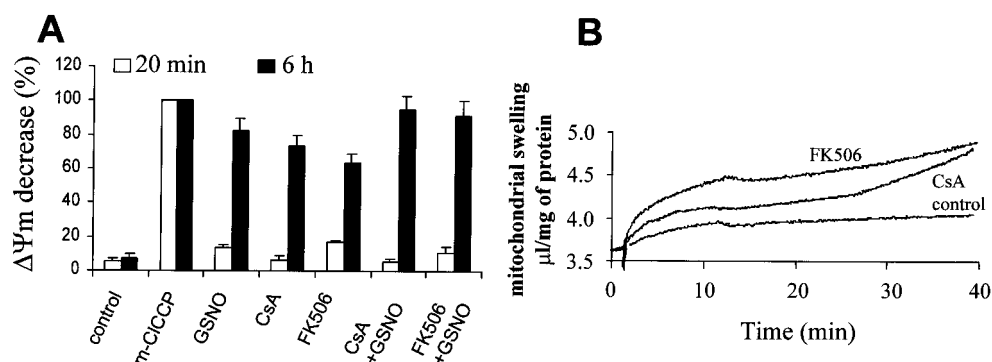 A
20 min
6 h
ΔΨm decrease (%)
120
100
80
60
40
20
0
control
m-ClCCP
GSNO
CsA
FK506
CsA
+GSNO
FK506
+GSNO
B
mitochondrial swelling
μl/mg of protein
5.0
4.5
4.0
3.5
FK506
CsA
control
0
10
20
30
40
Time (min)